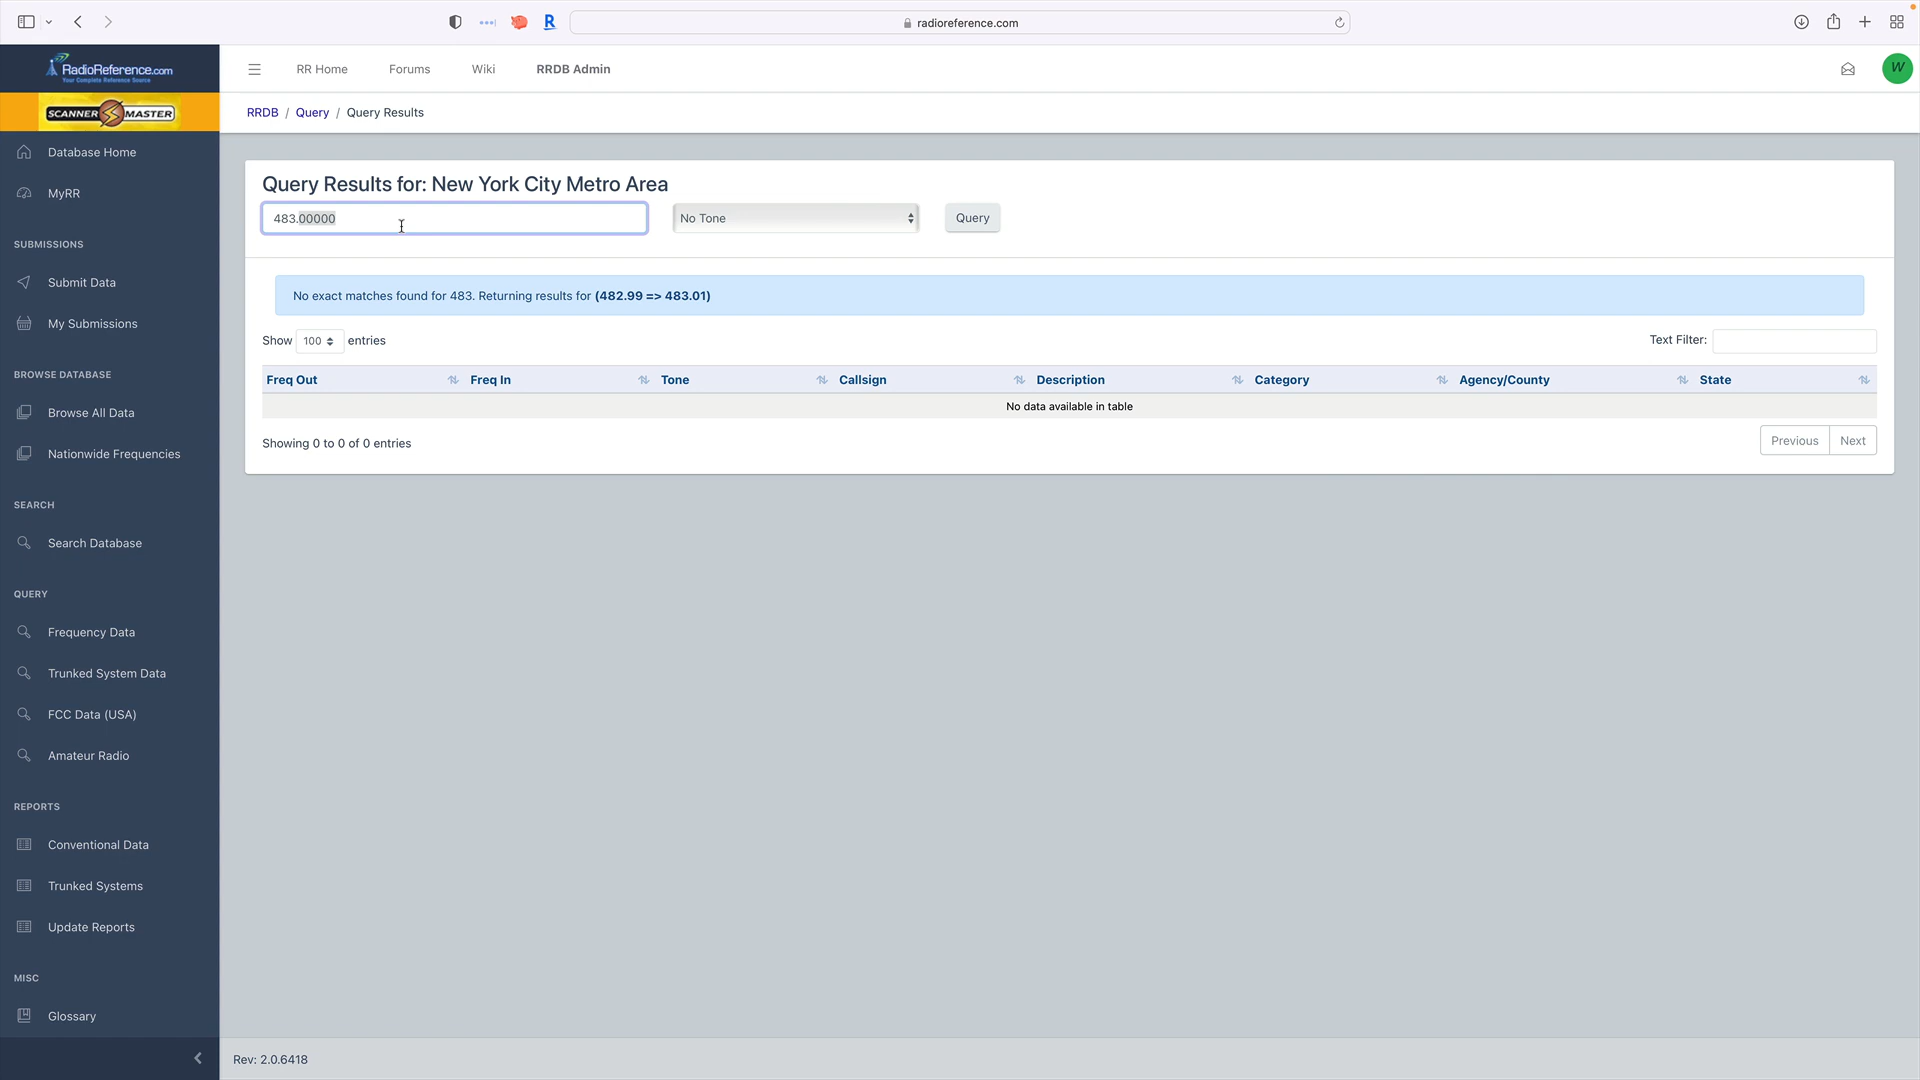 radioreference.com
RadioReference.com
Your Complete Reference Source
SCANNER MASTER
RR Home
Forums
Wiki
RRDB Admin
W
RRDB / Query / Query Results
Database Home
MyRR
SUBMISSIONS
Submit Data
My Submissions
BROWSE DATABASE
Browse All Data
Nationwide Frequencies
SEARCH
Search Database
QUERY
Frequency Data
Trunked System Data
FCC Data (USA)
Amateur Radio
REPORTS
Conventional Data
Trunked Systems
Update Reports
MISC
Glossary
Query Results for: New York City Metro Area
483.00000
No Tone
Query
No exact matches found for 483. Returning results for (482.99 => 483.01)
Show 100 entries
Text Filter:
Freq Out Freq In Tone Callsign Description Category Agency/County State
No data available in table
Showing 0 to 0 of 0 entries
Previous Next
Rev: 2.0.6418